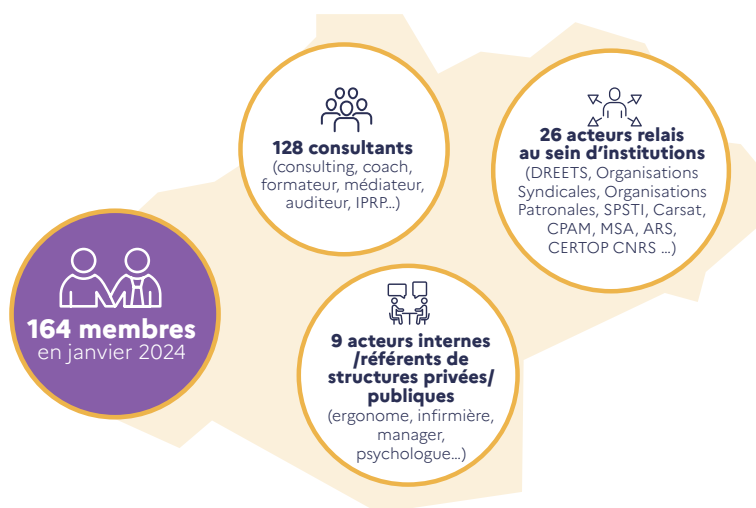 128 consultants
(consulting, coach,
formateur, médiateur,
auditeur, IPRP...)
26 acteurs relais
au sein d'institutions
(DREETS, Organisations
Syndicales, Organisations
Patronales, SPSTI, Carsat,
CPAM, MSA, ARS,
CERTOP CNRS ...)
164 membres
en janvier 2024
9 acteurs internes
/référents de
structures privées/
publiques
(ergonome, infirmière,
manager,
psychologue...)